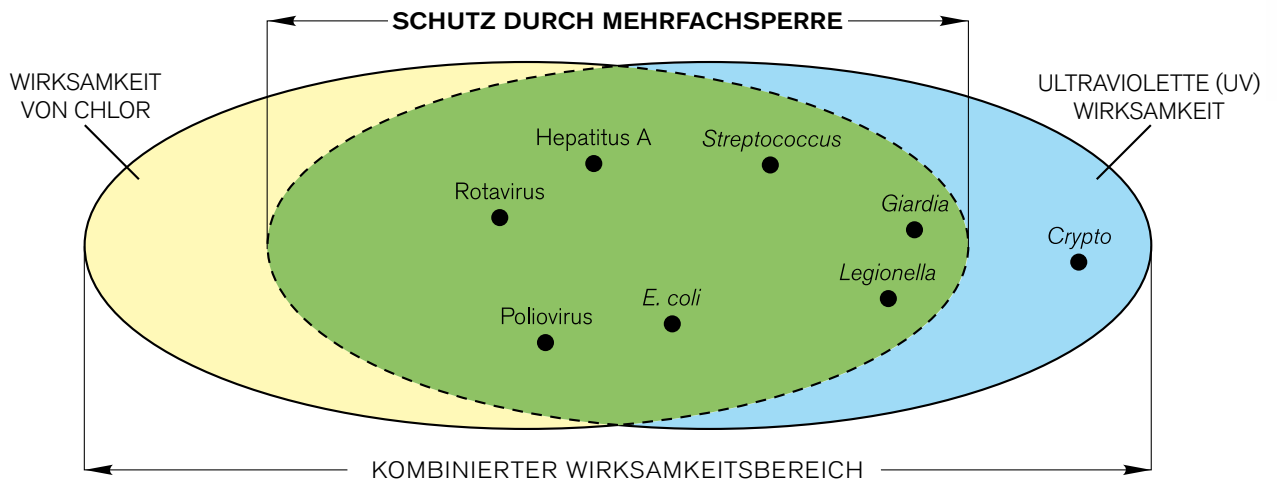 SCHUTZ DURCH MEHRFACHSPERRE
WIRKSAMKEIT
VON CHLOR
ULTRAVIOLETTE (UV)
WIRKSAMKEIT
Hepatitus A
Streptococcus
Rotavirus
Giardia
Crypto
Legionella
E. coli
Poliovirus
KOMBINIERTER WIRKSAMKEITSBEREICH